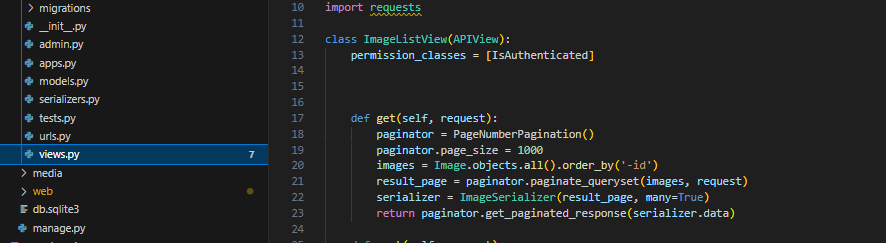 migrations
__init__.py
admin.py
apps.py
models.py
serializers.py
tests.py
urls.py
views.py 7
media
web
db.sqlite3
manage.py
10 import requests
11
12 class ImageListView(APIView):
13 permission_classes = [IsAuthenticated]
14
15
16
17 def get(self, request):
18 paginator = PageNumberPagination()
19 paginator.page_size = 1000
20 images = Image.objects.all().order_by('-id')
21 result_page = paginator.paginate_queryset(images, request)
22 serializer = ImageSerializer(result_page, many=True)
23 return paginator.get_paginated_response(serializer.data)
24